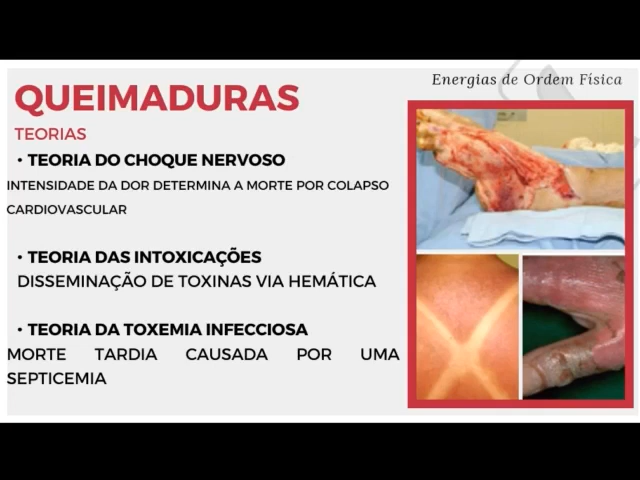 Energias de Ordem Física
QUEIMADURAS
TEORIAS
• TEORIA DO CHOQUE NERVOSO
INTENSIDADE DA DOR DETERMINA A MORTE POR COLAPSO
CARDIOVASCULAR
• TEORIA DAS INTOXICAÇÕES
DISSEMINAÇÃO DE TOXINAS VIA HEMÁTICA
• TEORIA DA TOXEMIA INFECCIOSA
MORTE TARDIA CAUSADA POR UMA
SEPTICEMIA